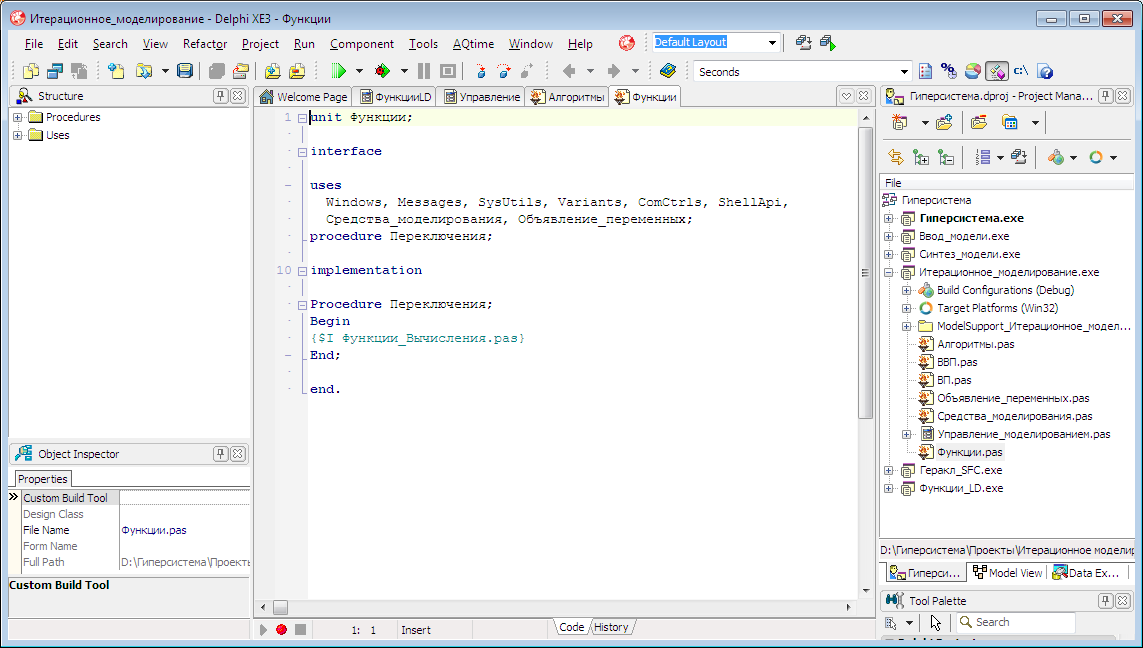 Итерационное_моделирование - Delphi XE3 - Функции
File Edit Search View Refactor Project Run Component Tools AQtime Window Help Default Layout
Seconds
Structure
Procedures
Uses
Welcome Page ФункцииLD Управление Алгоритмы Функции
1 unit Функции;
interface
uses
Windows, Messages, SysUtils, Variants, ComCtrls, ShellApi,
Средства_моделирования, Объявление_переменных;
procedure Переключения;
10 implementation
Procedure Переключения;
Begin
{$I Функции_Вычисления.pas}
End;
end.
Object Inspector
Properties
Custom Build Tool
Design Class
File Name Функции.pas
Form Name
Full Path D:\Гиперсистема\Проекты
Custom Build Tool
1: 1 Insert Code History
Гиперсистема.dproj - Project Mana...
File
Гиперсистема
Гиперсистема.exe
Ввод_модели.exe
Синтез_модели.exe
Итерационное_моделирование.exe
Build Configurations (Debug)
Target Platforms (Win32)
ModelSupport_Итерационное_модел...
Алгоритмы.pas
ВВП.pas
ВП.pas
Объявление_переменных.pas
Средства_моделирования.pas
Управление_моделированием.pas
Функции.pas
Геракл_SFC.exe
Функции_LD.exe
D:\Гиперсистема\Проекты\Итерационное моделир
Гиперси... Model View Data Ex...
Tool Palette
Search